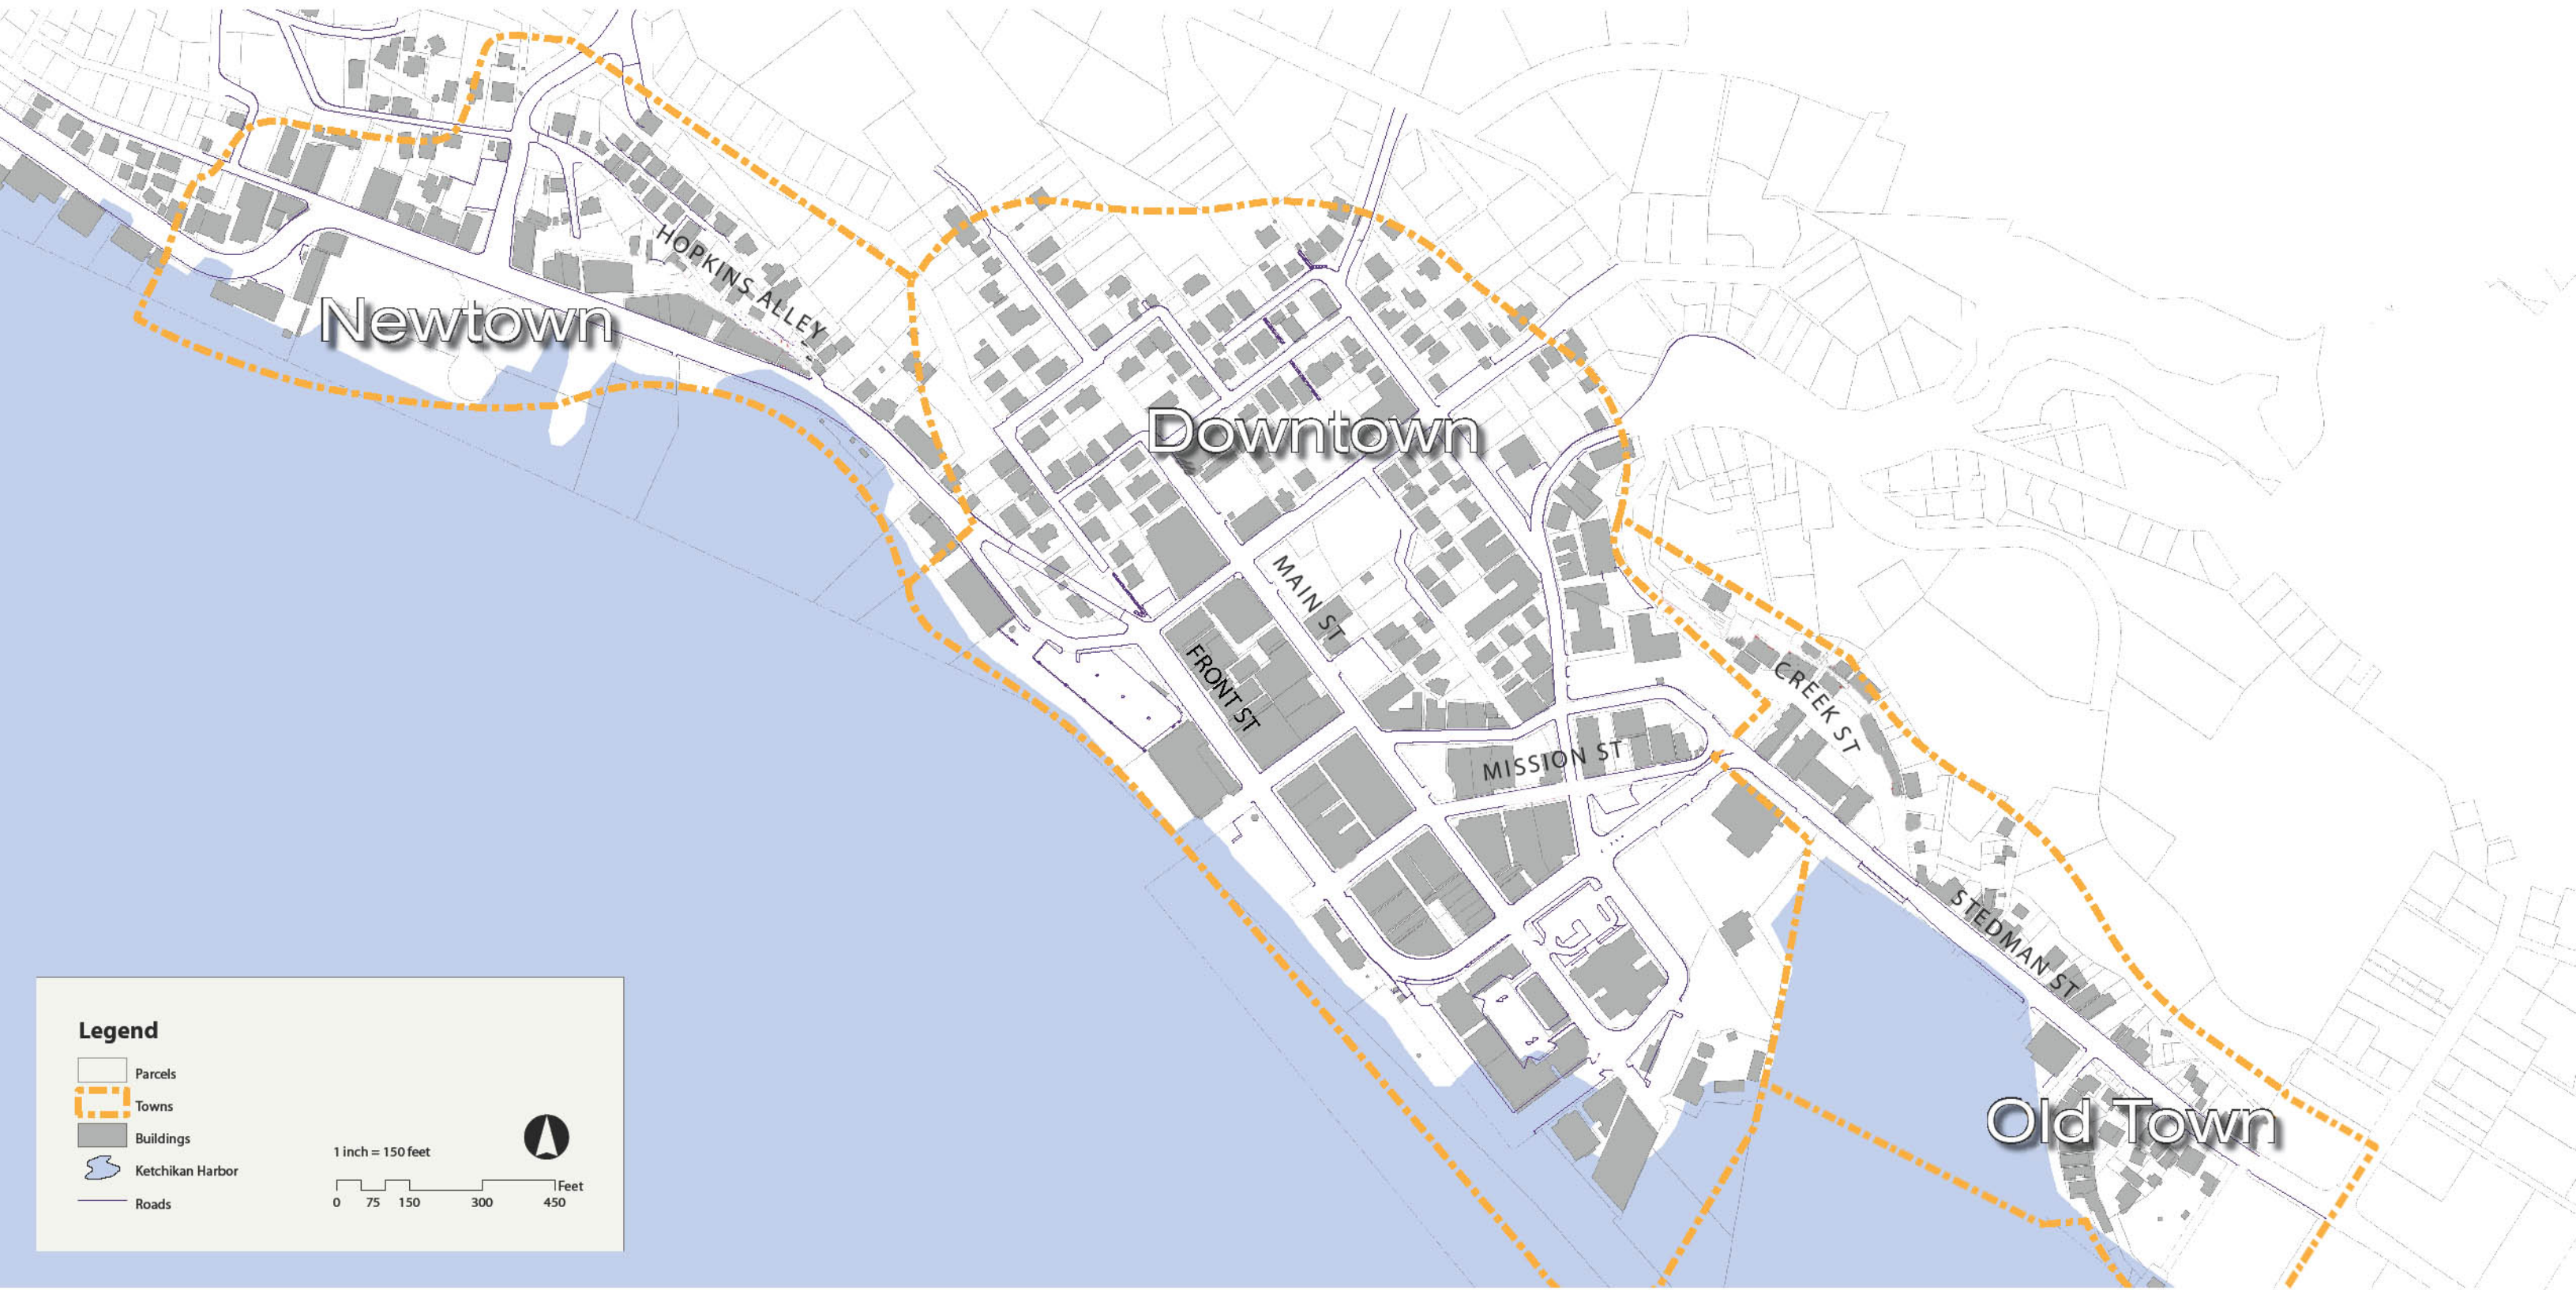 HOPKINS ALLEY
Newtown
Downtown
MAIN ST
FRONT ST
CREEK ST
MISSION ST
STEDMAN ST
Old Town
Legend
Parcels
Towns
Buildings
Ketchikan Harbor
Roads
1 inch = 150 feet
Feet
0 75 150 300 450